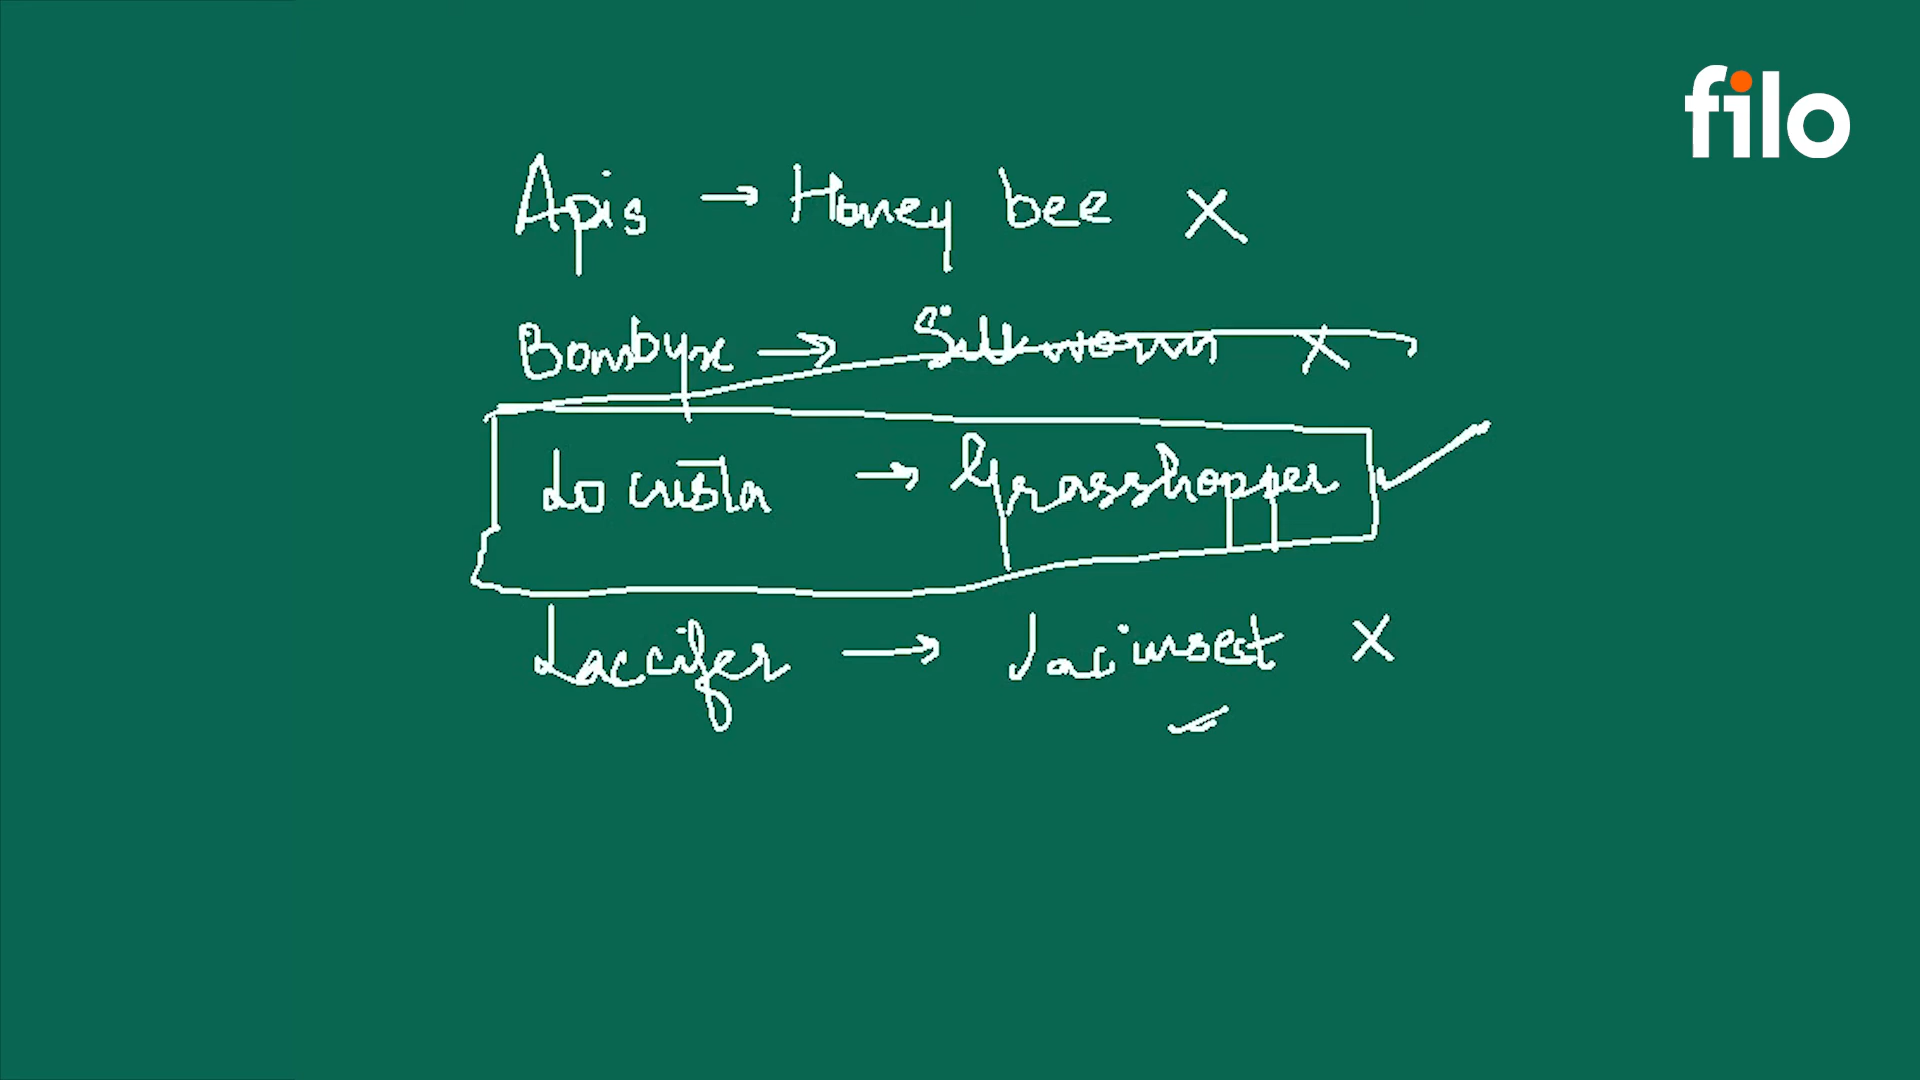 filo
Apis → Honey bee X
Bombyx → Silkworm X
Locusta → Grasshopper ✓
Laccifer → Lac insect X